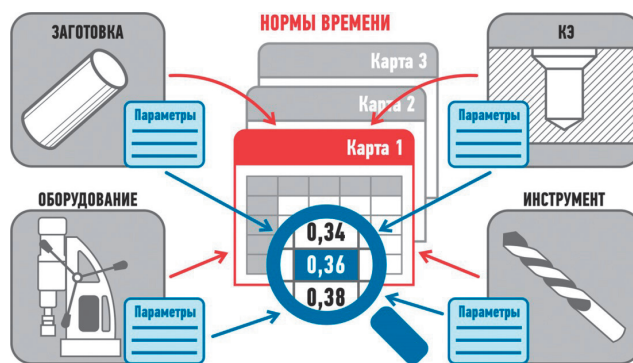 НОРМЫ ВРЕМЕНИ
ЗАГОТОВКА
КЭ
Карта 3
Карта 2
Карта 1
Параметры
Параметры
ОБОРУДОВАНИЕ
ИНСТРУМЕНТ
0,34
0,36
0,38
Параметры
Параметры